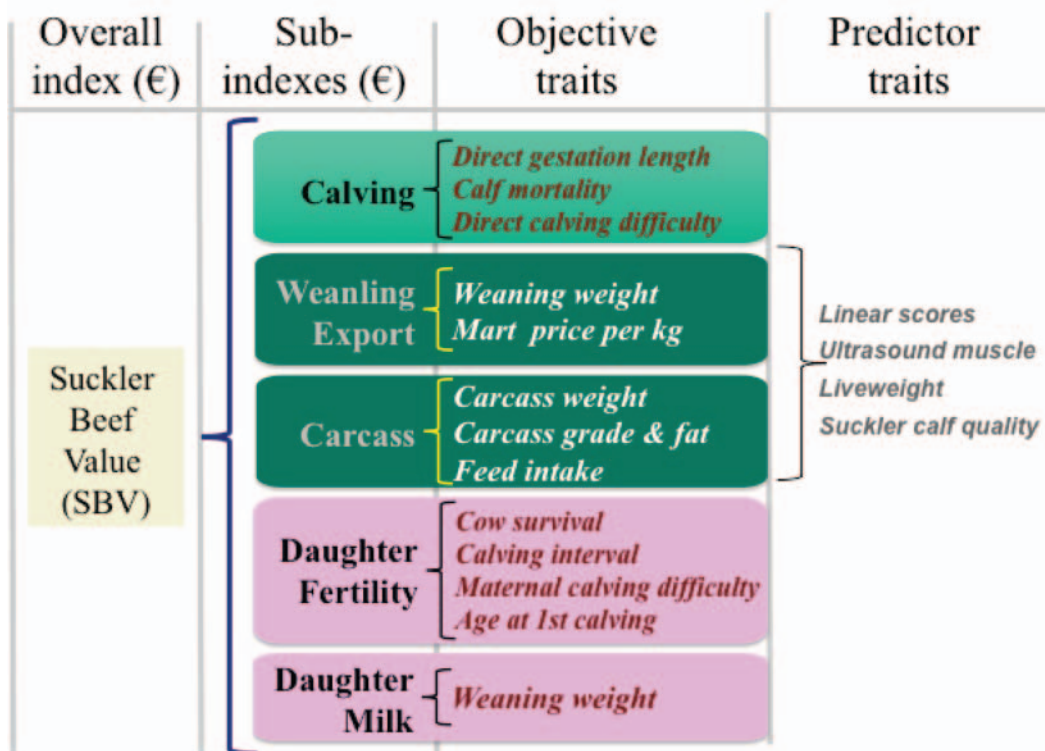 Overall
index (€)
Sub-
indexes (€)
Objective
traits
Predictor
traits
Suckler
Beef
Value
(SBV)
Calving
Direct gestation length
Calf mortality
Direct calving difficulty
Weanling
Export
Weaning weight
Mart price per kg
Carcass
Carcass weight
Carcass grade & fat
Feed intake
Daughter
Fertility
Cow survival
Calving interval
Maternal calving difficulty
Age at 1st calving
Daughter
Milk
Weaning weight
Linear scores
Ultrasound muscle
Liveweight
Suckler calf quality